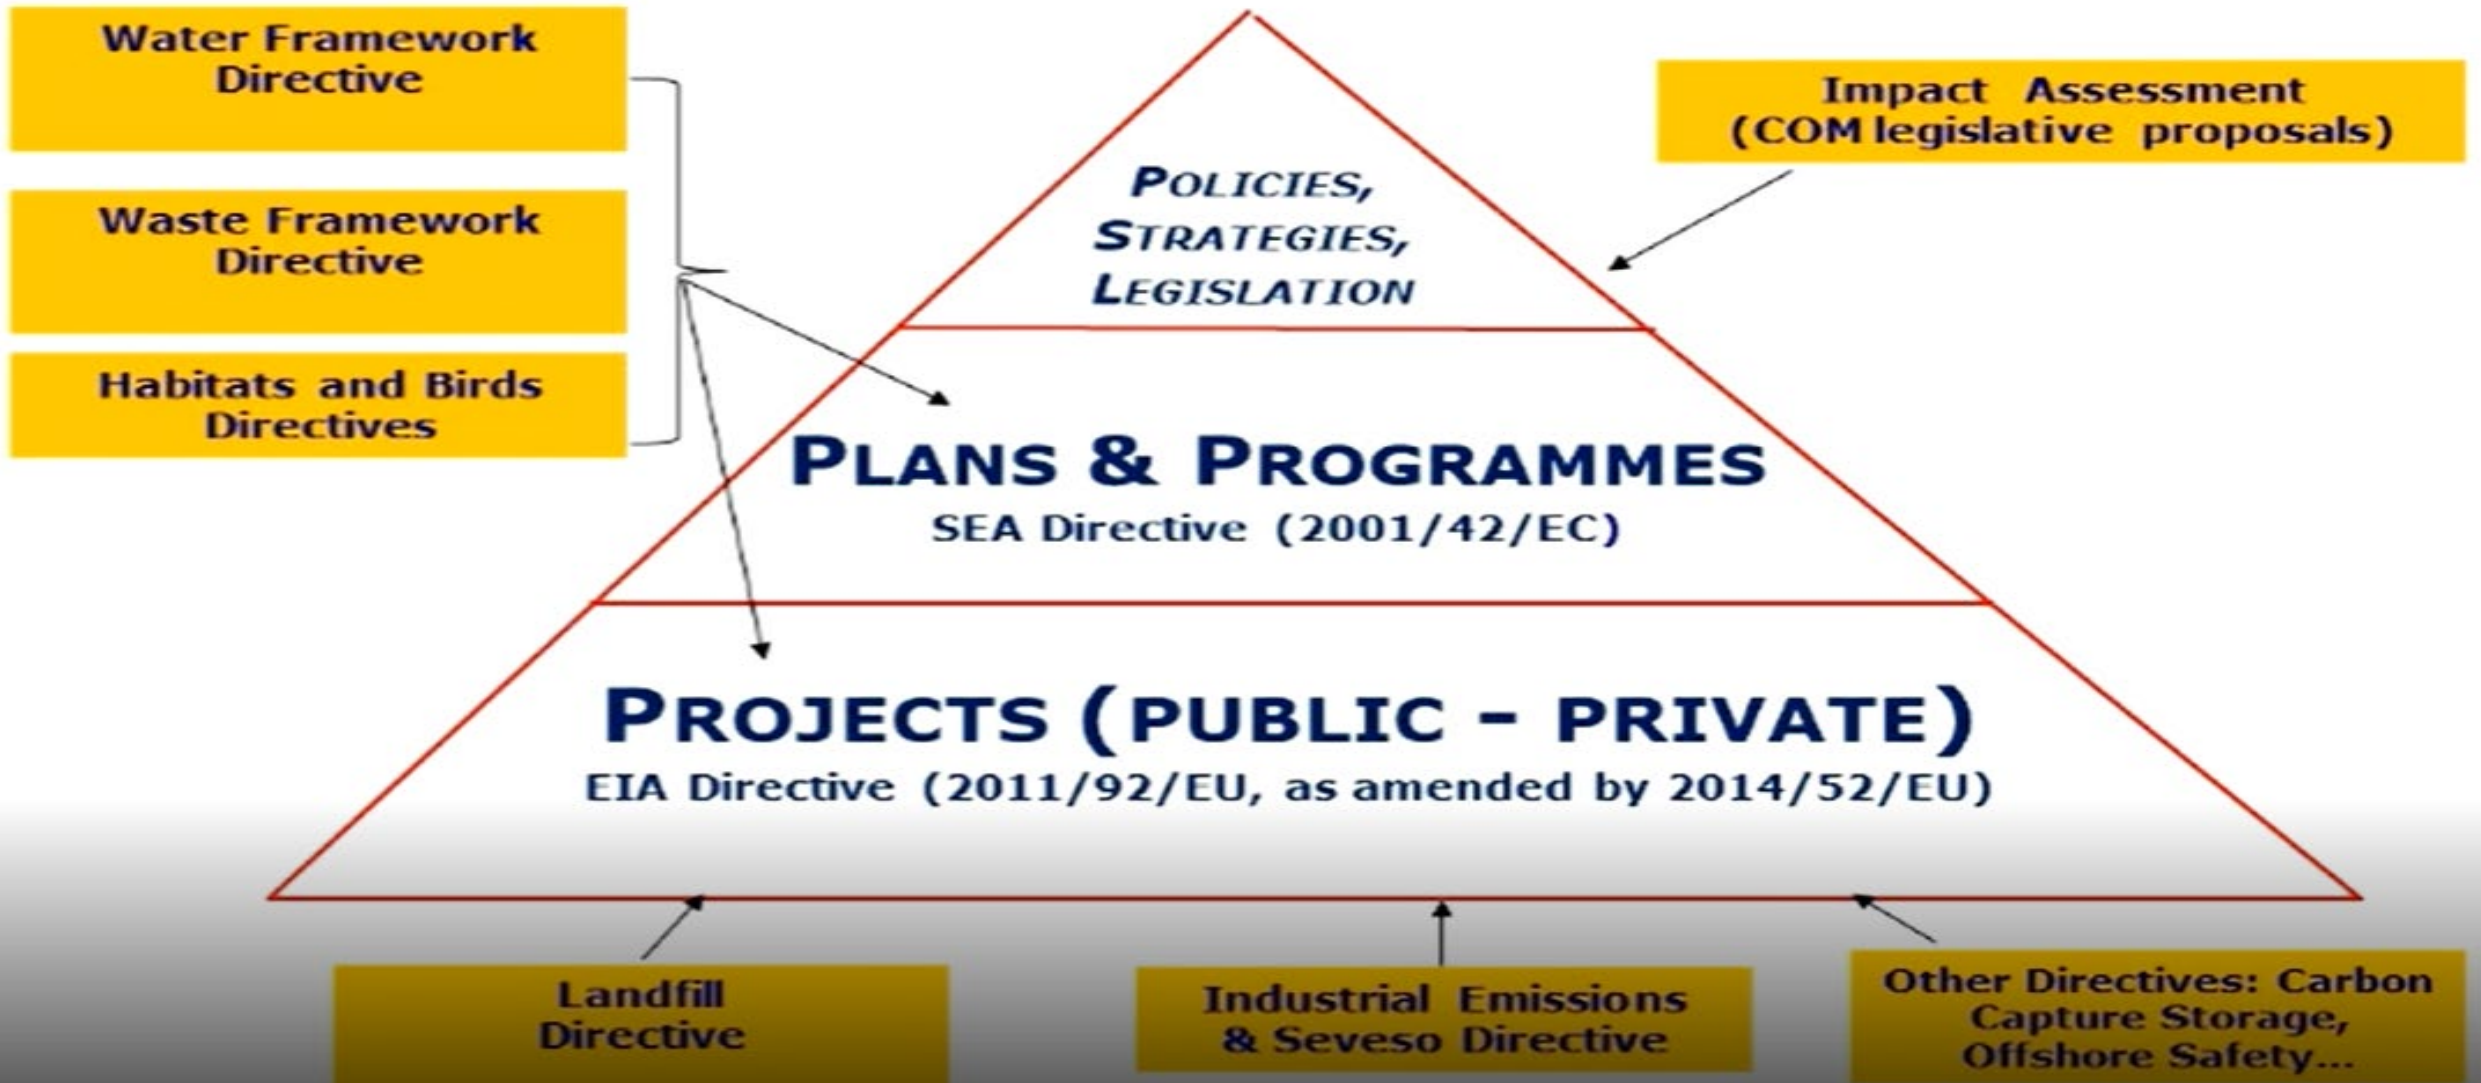 Water Framework
Directive
Waste Framework
Directive
Habitats and Birds
Directives
Impact Assessment
(COM legislative proposals)
POLICIES,
STRATEGIES,
LEGISLATION
PLANS & PROGRAMMES
SEA Directive (2001/42/EC)
PROJECTS (PUBLIC - PRIVATE)
EIA Directive (2011/92/EU, as amended by 2014/52/EU)
Landfill
Directive
Industrial Emissions
& Seveso Directive
Other Directives: Carbon
Capture Storage,
Offshore Safety...